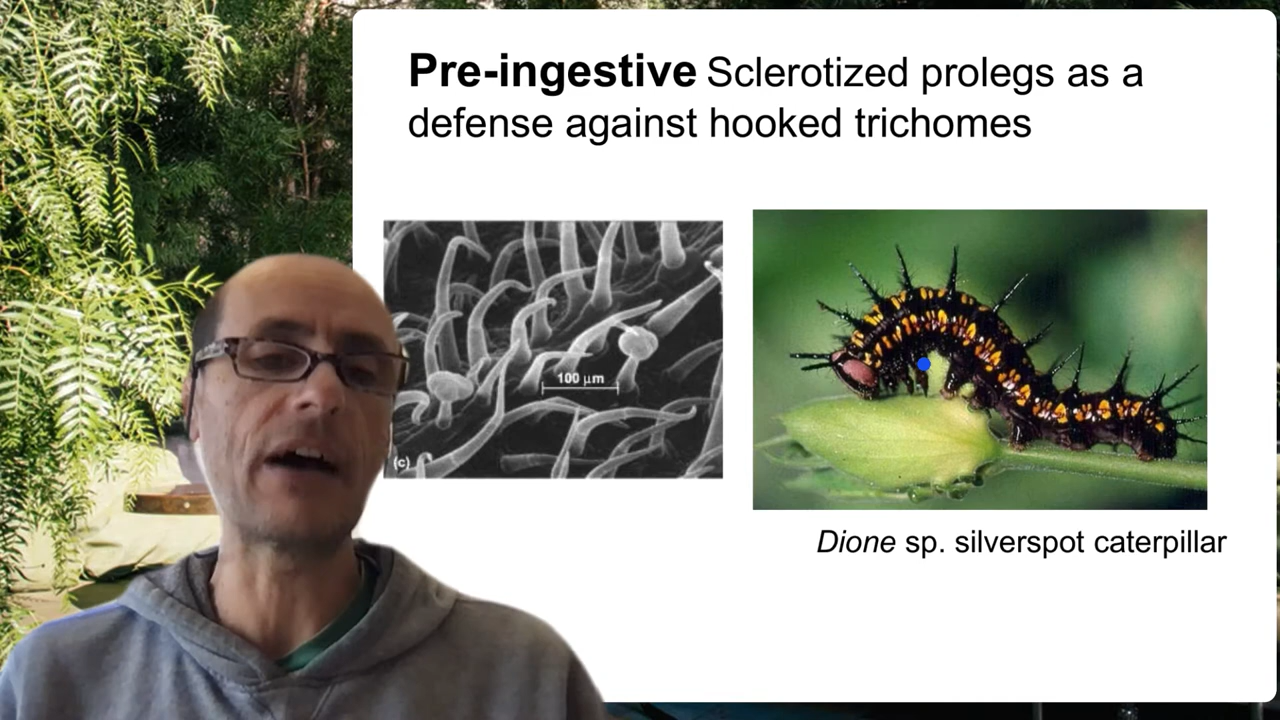 Pre-ingestive Sclerotized prolegs as a
defense against hooked trichomes
100 µm
(c)
Dione sp. silverspot caterpillar